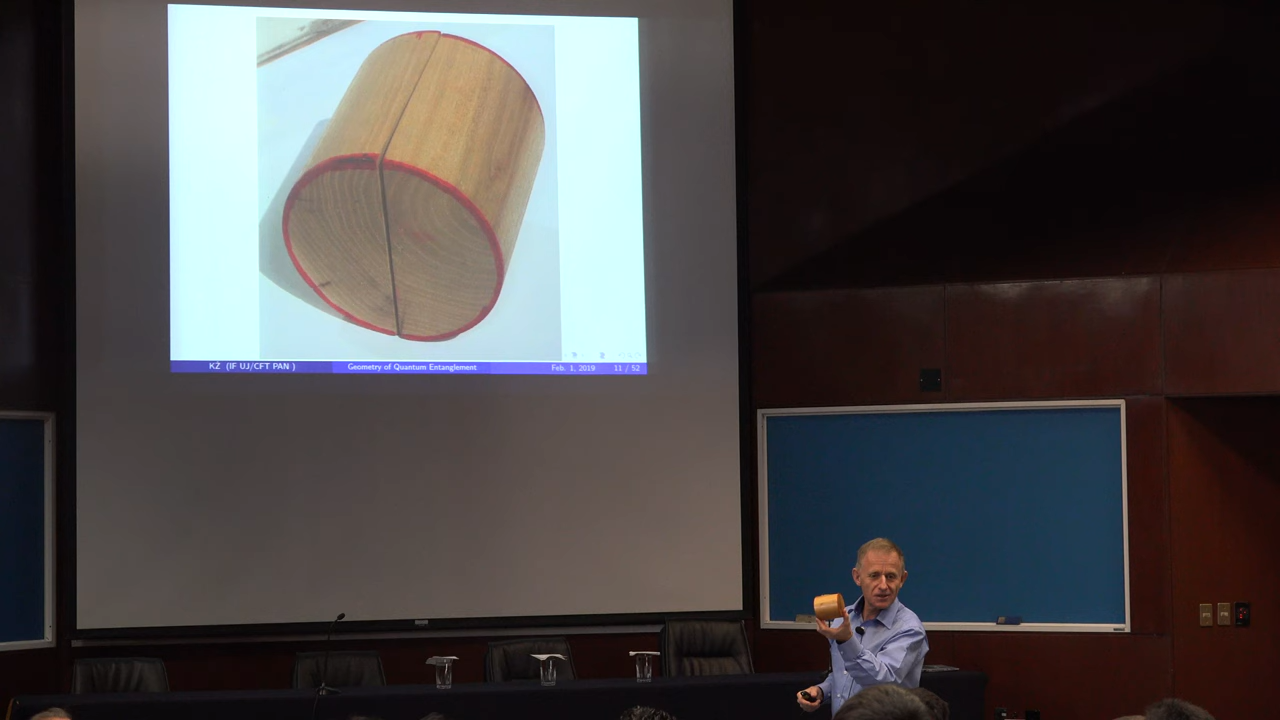 KŻ (IF UJ/CFT PAN )
Geometry of Quantum Entanglement
Feb. 1, 2019
11 / 52